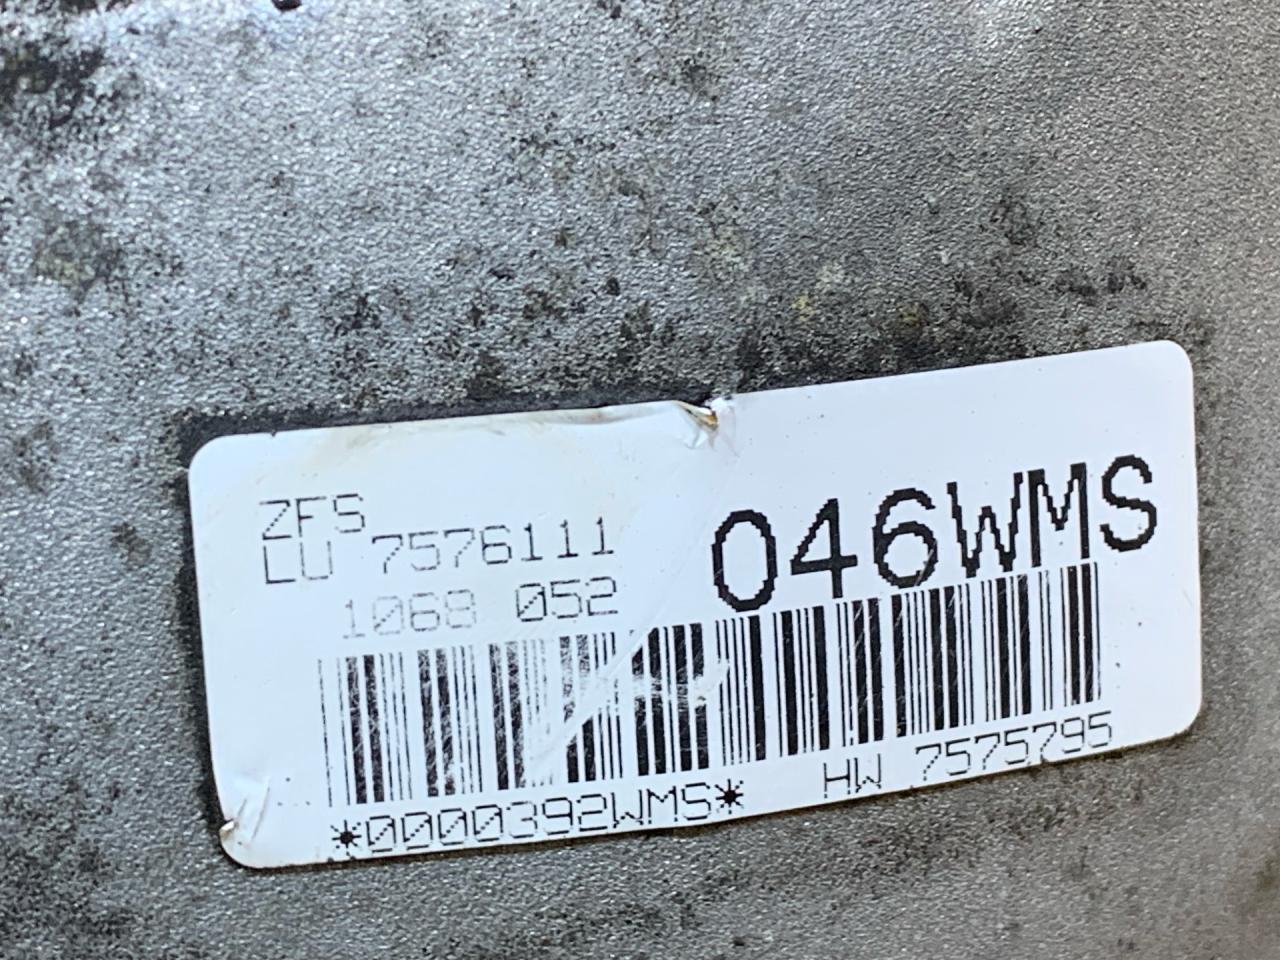 ZFS
LU 7576111
1068 052
046WMS
*0000392WMS* HW 7575795